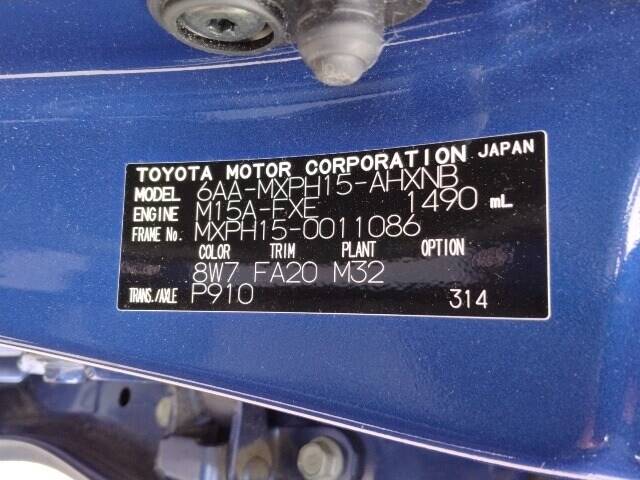 TOYOTA MOTOR CORPORATION JAPAN
MODEL 6AA-MXPH15-AHXNB
ENGINE M15A-FXE 1490 mL
FRAME No. MXPH15-0011086
COLOR TRIM PLANT OPTION
8W7 FA20 M32
TRANS./AXLE P910 314